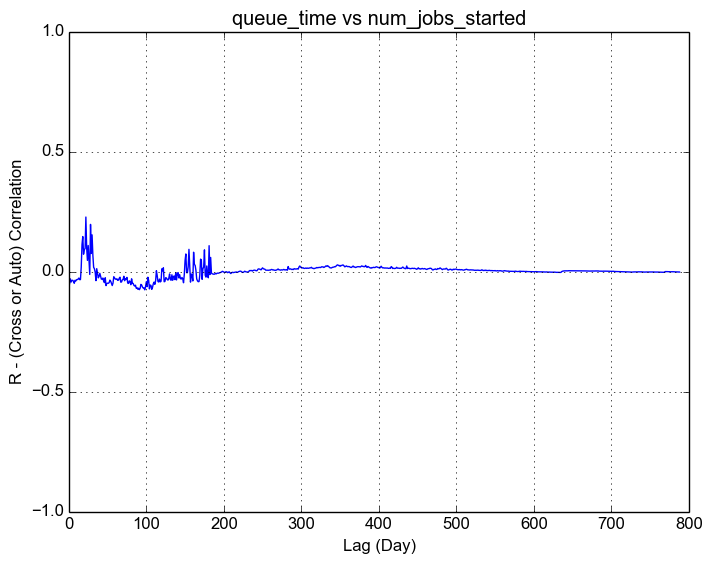 queue_time vs num_jobs_started
1.0
0.5
0.0
−0.5
−1.0
R - (Cross or Auto) Correlation
0 100 200 300 400 500 600 700 800
Lag (Day)